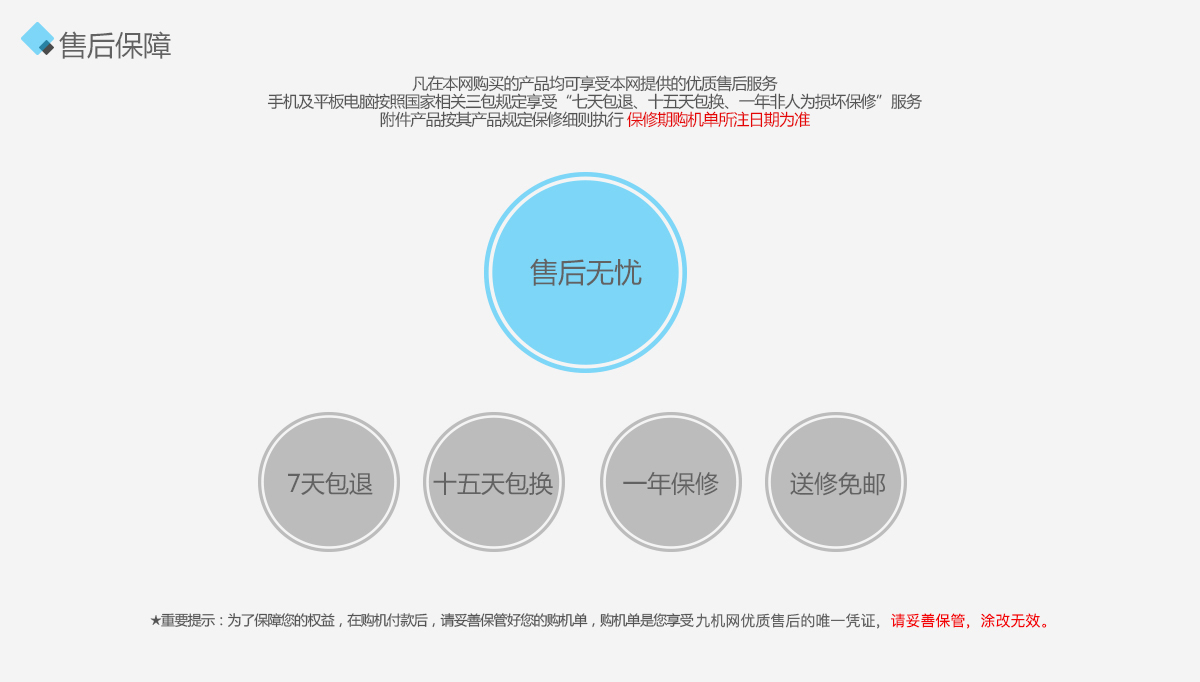 售后保障
凡在本网购买的产品均可享受本网提供的优质售后服务
手机及平板电脑按照国家相关三包规定享受“七天包退、十五天包换、一年非人为损坏保修”服务
附件产品按其产品规定保修细则执行 保修期购机单所注日期为准
售后无忧
7天包退 十五天包换 一年保修 送修免邮
★重要提示：为了保障您的权益，在购机付款后，请妥善保管好您的购机单，购机单是您享受九机网优质售后的唯一凭证，请妥善保管，涂改无效。